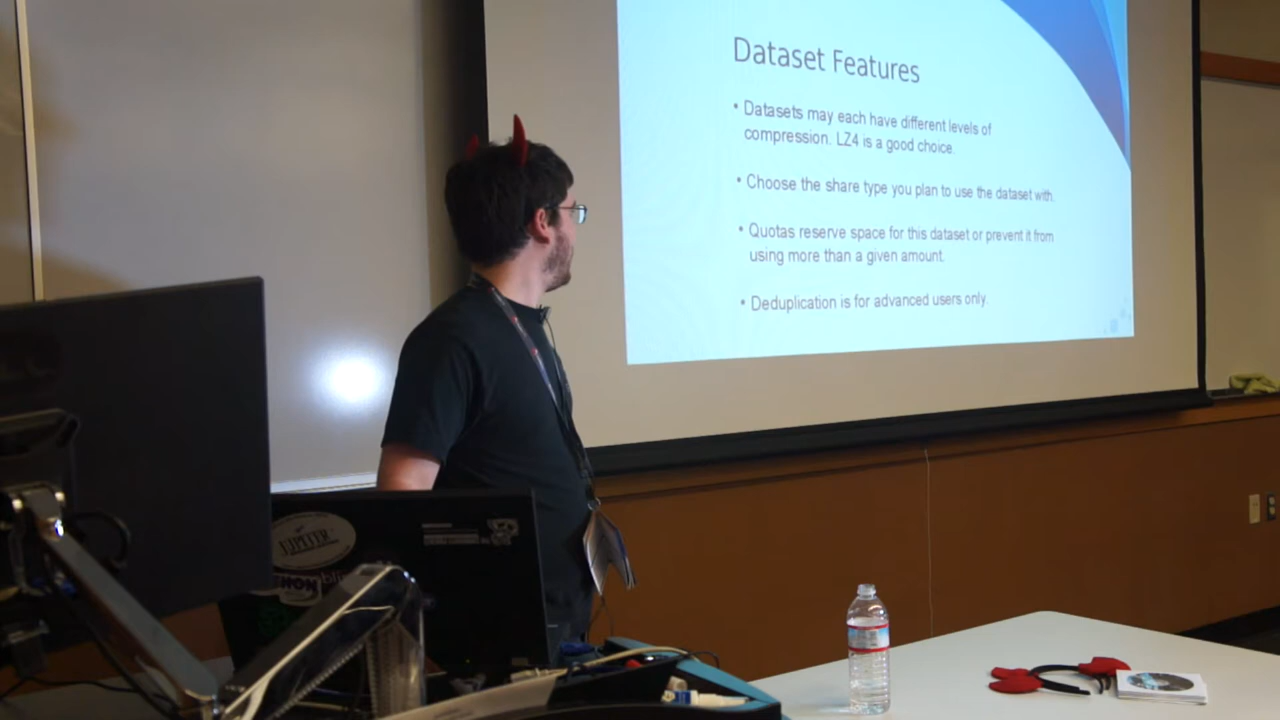 Dataset Features
• Datasets may each have different levels of
compression. LZ4 is a good choice.
• Choose the share type you plan to use the dataset with.
• Quotas reserve space for this dataset or prevent it from
using more than a given amount.
• Deduplication is for advanced users only.
JUPITER